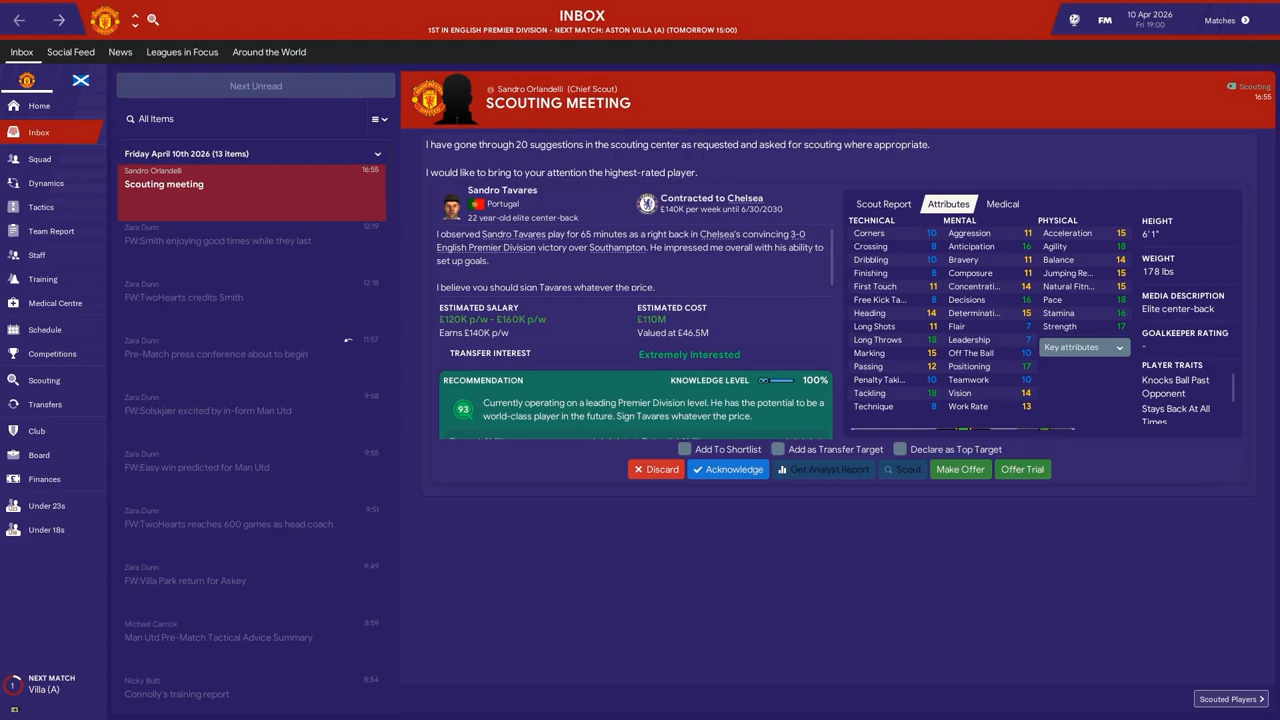 INBOX
1ST IN ENGLISH PREMIER DIVISION - NEXT MATCH: ASTON VILLA (A) (TOMORROW 15:00)
FM
10 Apr 2026
Fri 19:00
Matches
Inbox
Social Feed
News
Leagues in Focus
Around the World
Home
Inbox
Squad
Dynamics
Tactics
Team Report
Staff
Training
Medical Centre
Schedule
Competitions
Scouting
Transfers
Club
Board
Finances
Under 23s
Under 18s
1
NEXT MATCH
Villa (A)
Next Unread
All Items
Friday April 10th 2026 (13 items)
Sandro Orlandelli 16:55
Scouting meeting
Zara Dunn 12:19
FW:Smith enjoying good times while they last
Zara Dunn 12:18
FW:TwoHearts credits Smith
Zara Dunn 11:57
Pre-Match press conference about to begin
Zara Dunn 9:58
FW:Solskjær excited by in-form Man Utd
Zara Dunn 9:55
FW:Easy win predicted for Man Utd
Zara Dunn 9:51
FW:TwoHearts reaches 600 games as head coach
Zara Dunn 9:49
FW:Villa Park return for Askey
Michael Carrick 8:59
Man Utd Pre-Match Tactical Advice Summary
Nicky Butt 8:54
Connolly's training report
Sandro Orlandelli (Chief Scout)
SCOUTING MEETING
Scouting
16:55
I have gone through 20 suggestions in the scouting center as requested and asked for scouting where appropriate.
I would like to bring to your attention the highest-rated player.
Sandro Tavares
Portugal
22 year-old elite center-back
Contracted to Chelsea
£140K per week until 6/30/2030
I observed Sandro Tavares play for 65 minutes as a right back in Chelsea's convincing 3-0
English Premier Division victory over Southampton. He impressed me overall with his ability to
set up goals.
I believe you should sign Tavares whatever the price.
ESTIMATED SALARY
£120K p/w - £160K p/w
Earns £140K p/w
ESTIMATED COST
£110M
Valued at £46.5M
TRANSFER INTEREST
Extremely Interested
RECOMMENDATION
KNOWLEDGE LEVEL 100%
93
Currently operating on a leading Premier Division level. He has the potential to be a
world-class player in the future. Sign Tavares whatever the price.
Scout Report
Attributes
Medical
TECHNICAL
Corners 10
Crossing 8
Dribbling 10
Finishing 8
First Touch 11
Free Kick Ta... 8
Heading 14
Long Shots 11
Long Throws 18
Marking 15
Passing 12
Penalty Taki... 10
Tackling 18
Technique 8
MENTAL
Aggression 11
Anticipation 16
Bravery 11
Composure 11
Concentrati... 14
Decisions 16
Determinati... 15
Flair 7
Leadership 7
Off The Ball 10
Positioning 17
Teamwork 10
Vision 14
Work Rate 13
PHYSICAL
Acceleration 15
Agility 18
Balance 14
Jumping Re... 15
Natural Fitn... 15
Pace 18
Stamina 16
Strength 17
Key attributes
HEIGHT
6'1"
WEIGHT
178 lbs
MEDIA DESCRIPTION
Elite center-back
GOALKEEPER RATING
-
PLAYER TRAITS
Knocks Ball Past
Opponent
Stays Back At All
Times
Add To Shortlist
Add as Transfer Target
Declare as Top Target
Discard
Acknowledge
Get Analyst Report
Scout
Make Offer
Offer Trial
Scouted Players